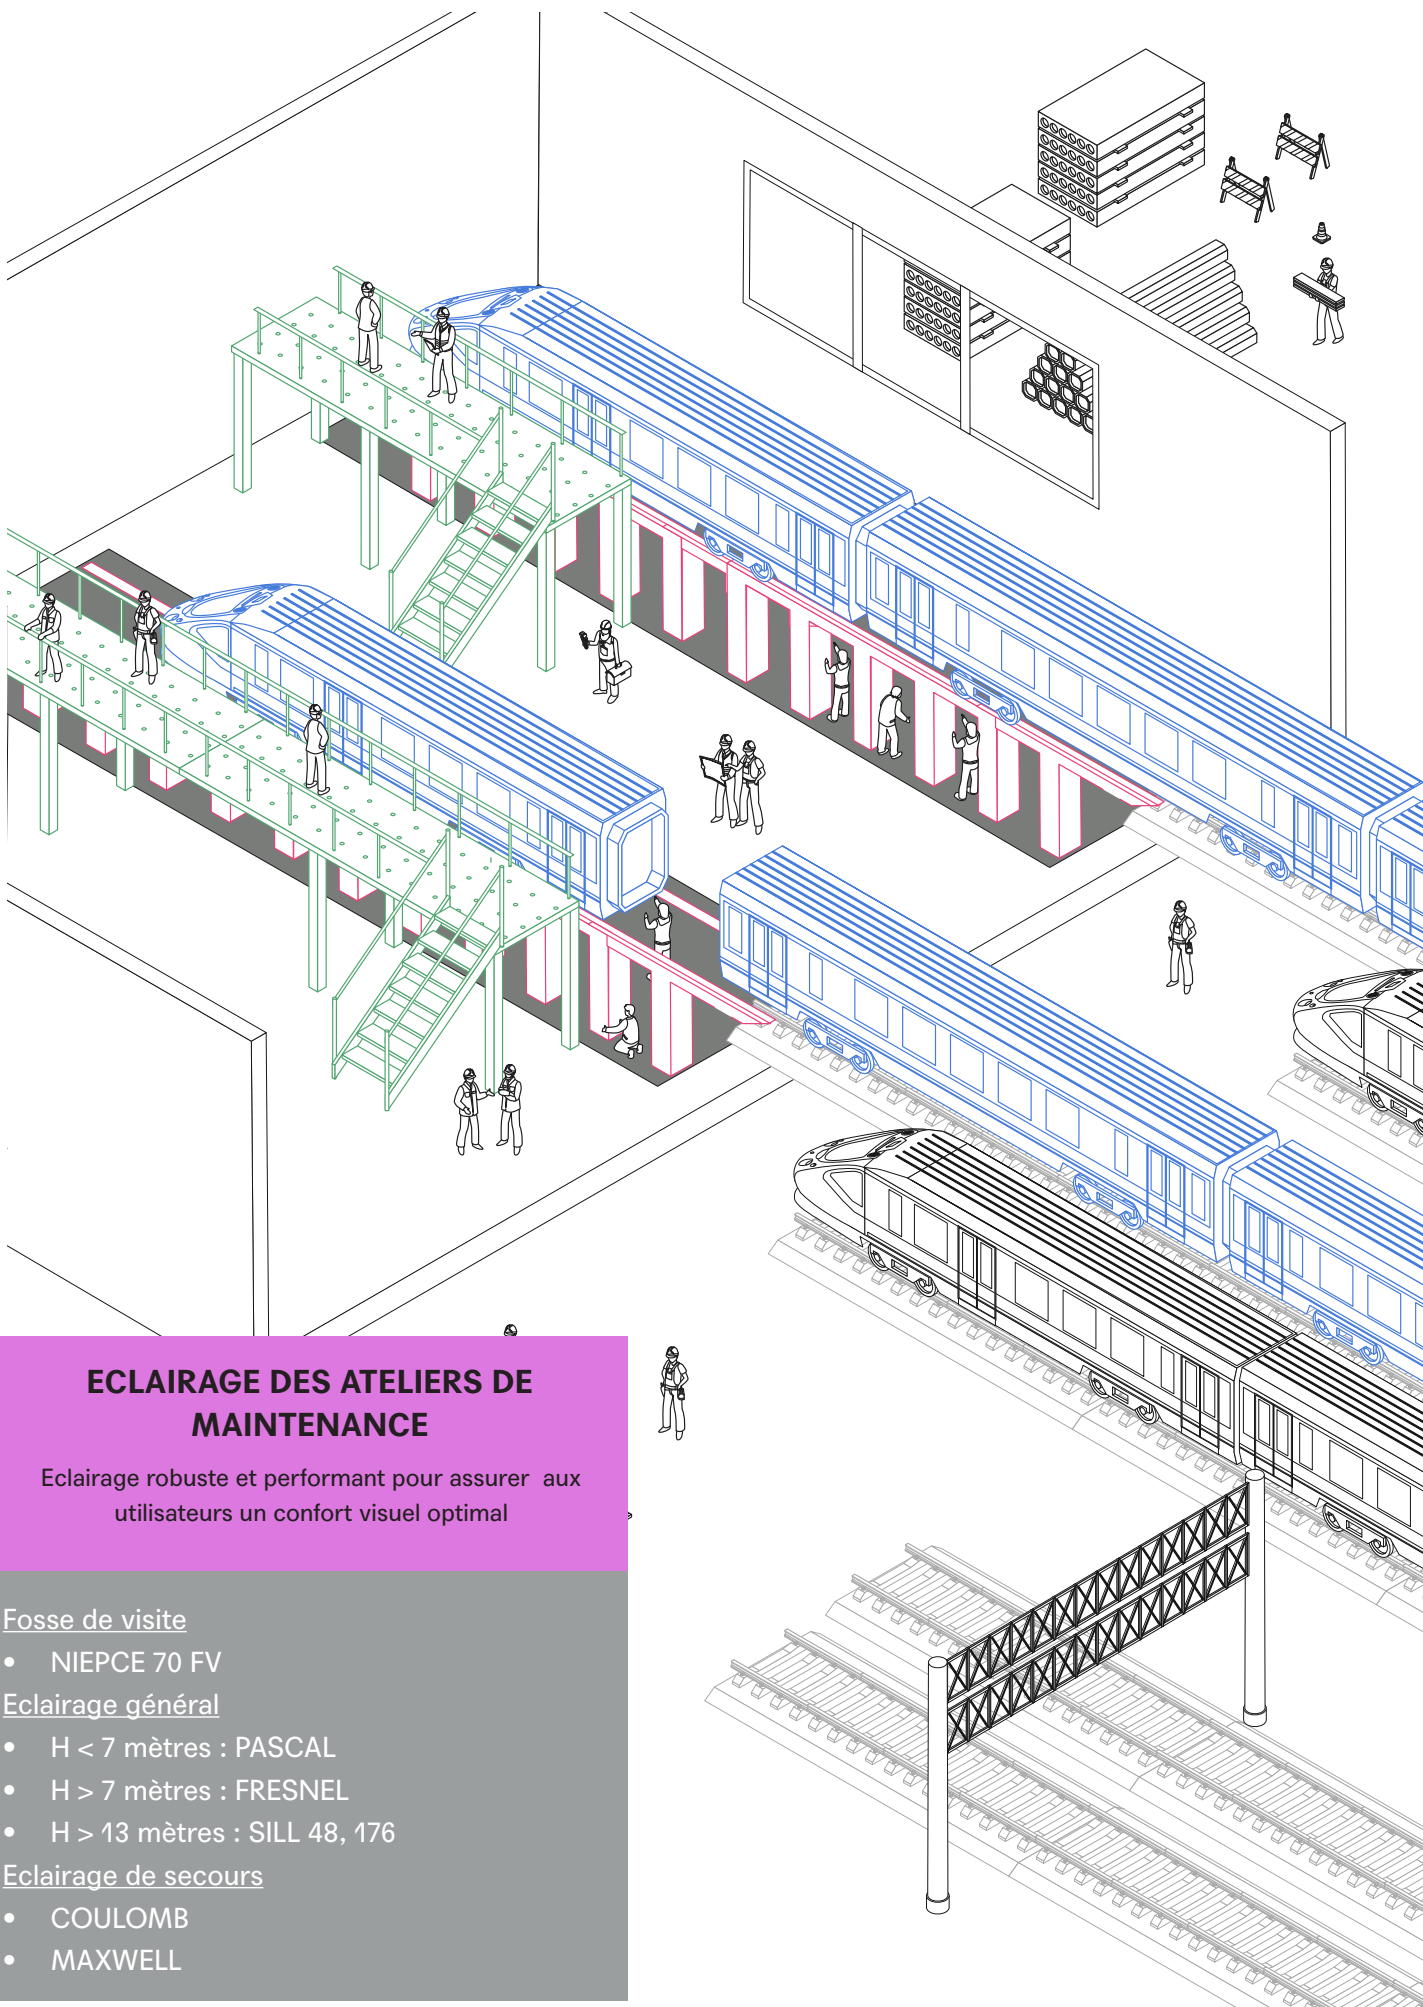 ECLAIRAGE DES ATELIERS DE
MAINTENANCE
Eclairage robuste et performant pour assurer aux
utilisateurs un confort visuel optimal
Fosse de visite
• NIEPCE 70 FV
Eclairage général
• H < 7 mètres : PASCAL
• H > 7 mètres : FRESNEL
• H > 13 mètres : SILL 48, 176
Eclairage de secours
• COULOMB
• MAXWELL